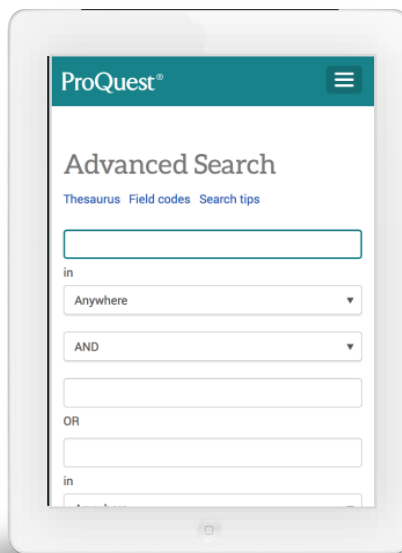 ProQuest®
Advanced Search
Thesaurus Field codes Search tips
in
Anywhere
AND
OR
in